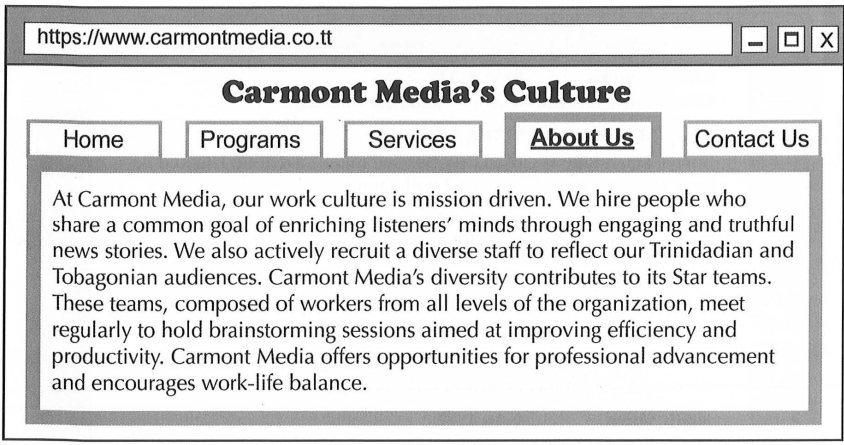 https://www.carmontmedia.co.tt
X
Carmont Media's Culture
Home Programs Services About Us Contact Us
At Carmont Media, our work culture is mission driven. We hire people who
share a common goal of enriching listeners' minds through engaging and truthful
news stories. We also actively recruit a diverse staff to reflect our Trinidadian and
Tobagonian audiences. Carmont Media's diversity contributes to its Star teams.
These teams, composed of workers from all levels of the organization, meet
regularly to hold brainstorming sessions aimed at improving efficiency and
productivity. Carmont Media offers opportunities for professional advancement
and encourages work-life balance.